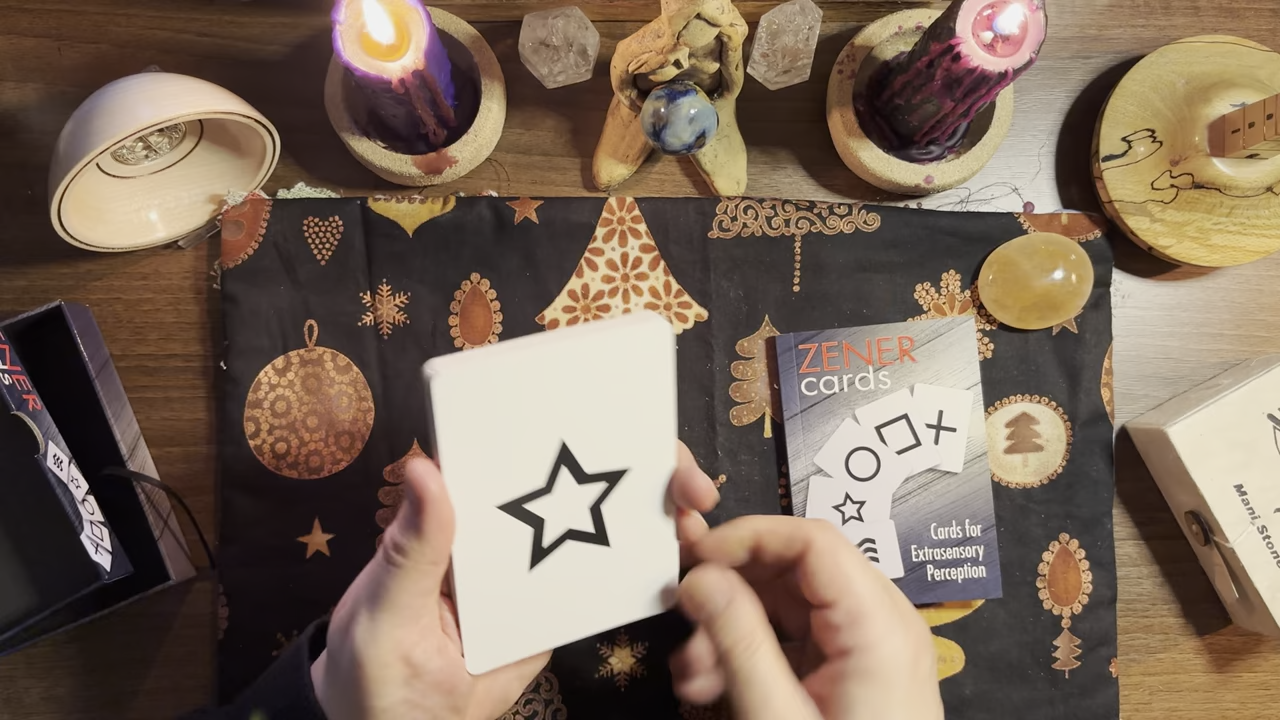 ZENER
cards
Cards for
Extrasensory
Perception
Mani Stone